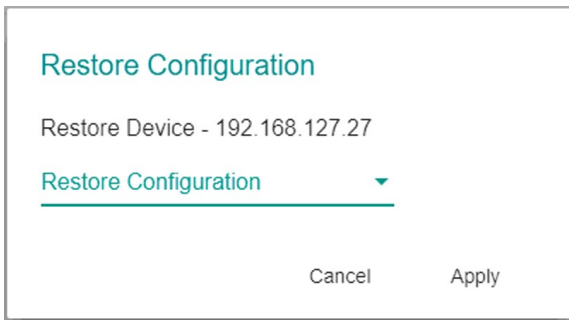 Restore Configuration
Restore Device - 192.168.127.27
Restore Configuration
Cancel Apply